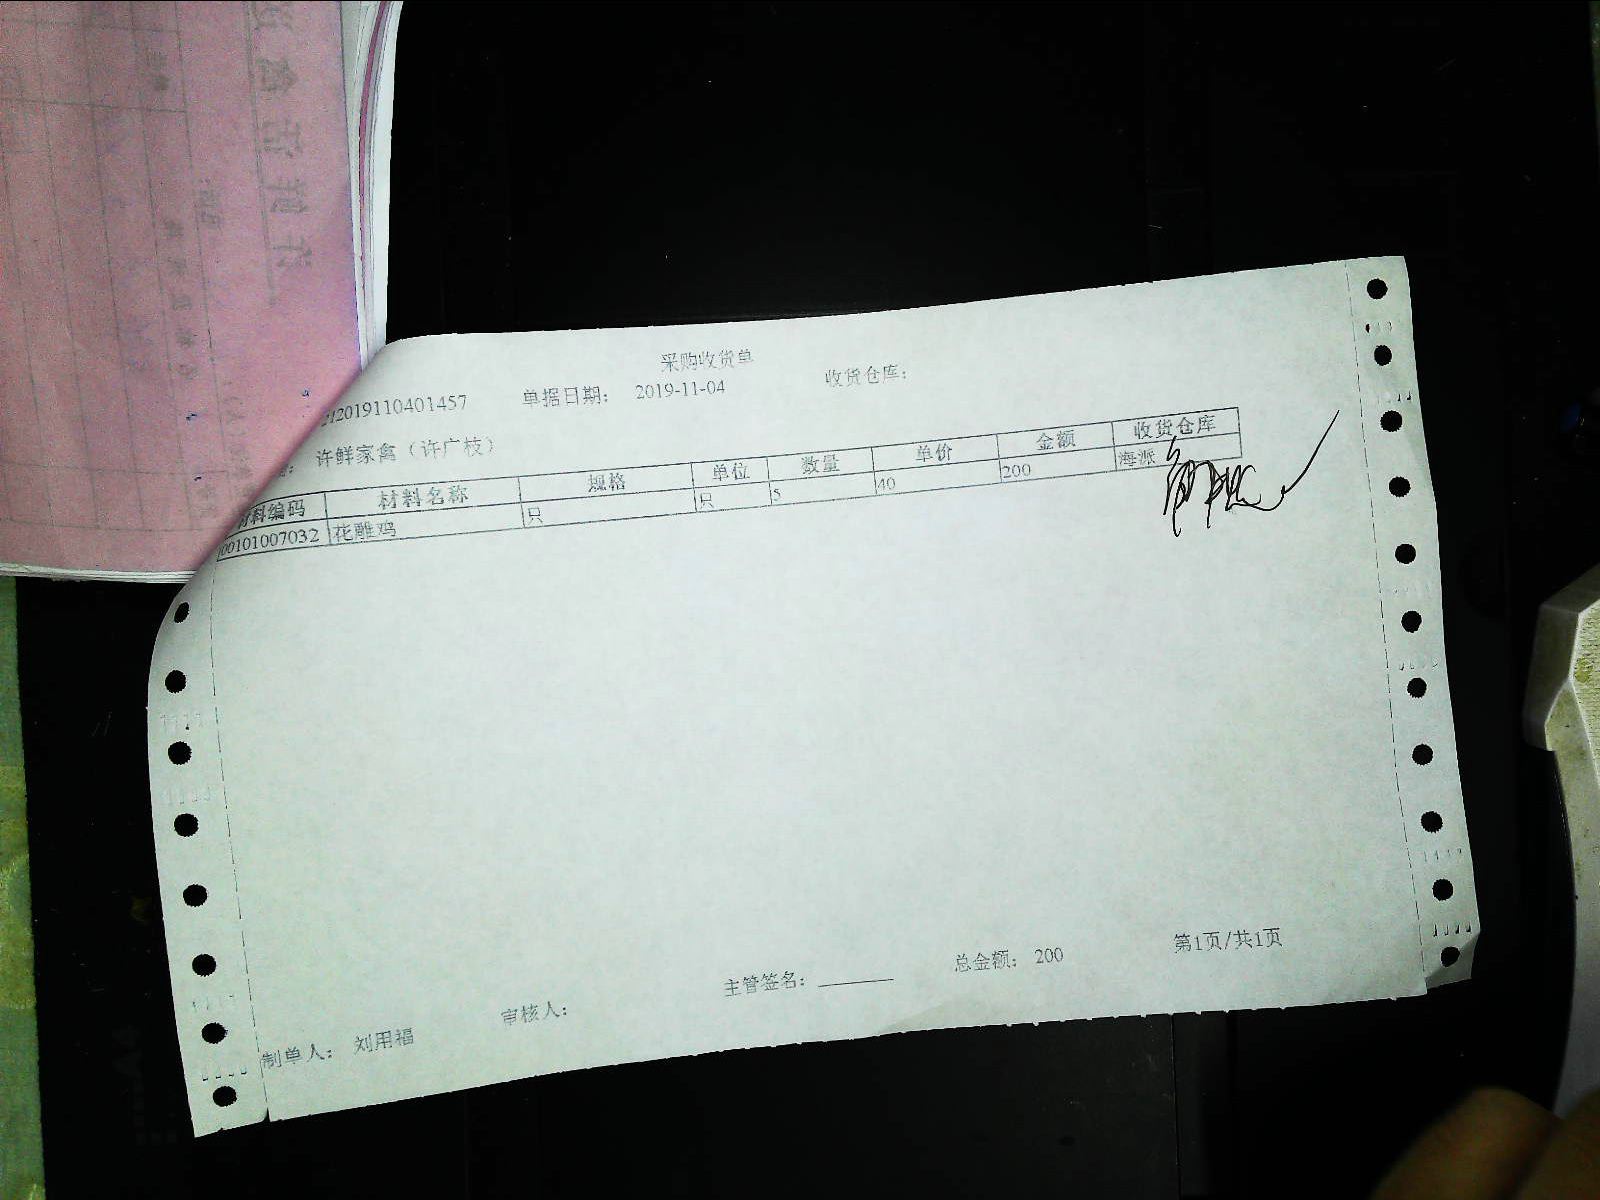 采购收货单
2019110401457 单据日期： 2019-11-04 收货仓库：
许鲜家禽（许广枝）
材料编码 材料名称 规格 单位 数量 单价 金额 收货仓库
00101007032 花雕鸡 只 只 5 40 200 海派
制单人： 刘用福 审核人： 主管签名： 总金额： 200 第1页/共1页